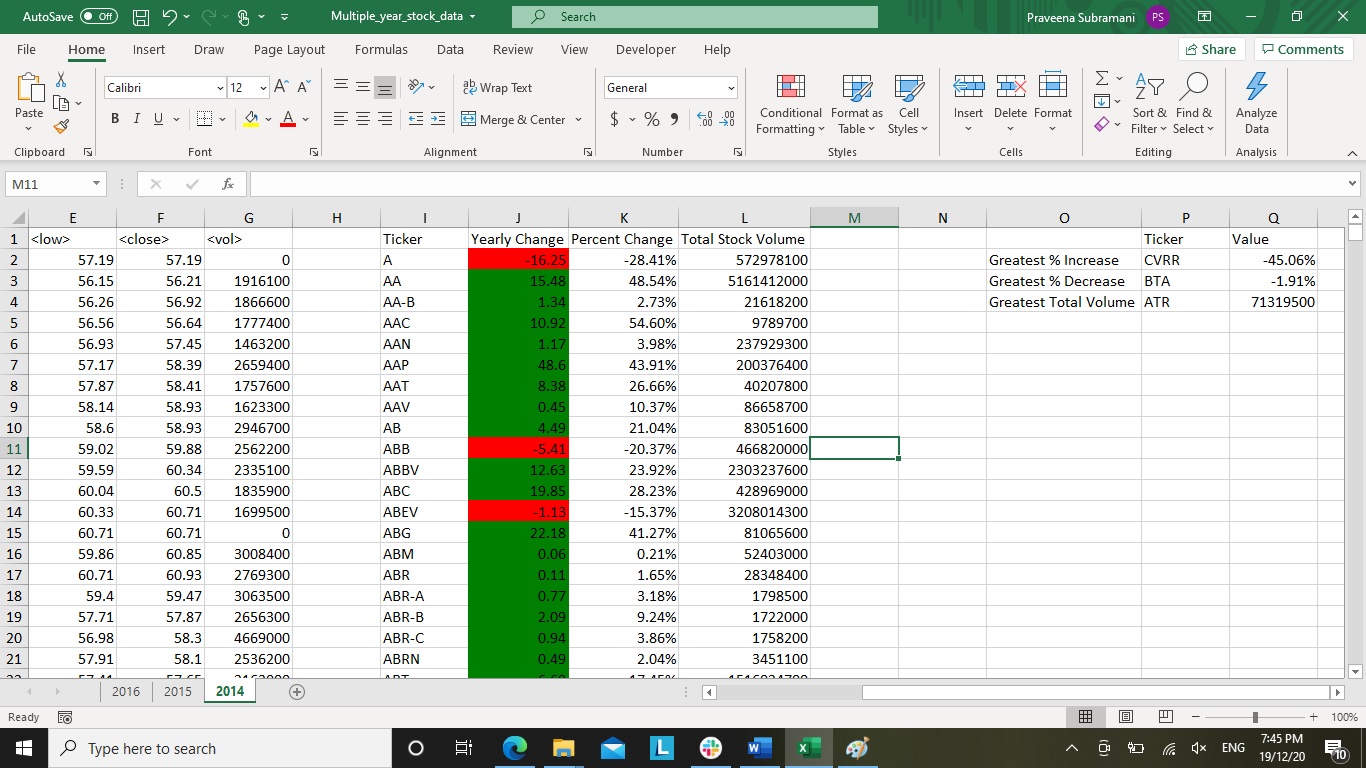 AutoSave Off Multiple_year_stock_data Search Praveena Subramani PS
File Home Insert Draw Page Layout Formulas Data Review View Developer Help Share Comments
Calibri 12 A A ab Wrap Text General Σ
Paste B I U A Merge & Center $ % Conditional Formatting Format as Table Cell Styles Insert Delete Format Sort & Filter Find & Select Analyze Data
Clipboard Font Alignment Number Styles Cells Editing Analysis
M11 fx
E F G H I J K L M N O P Q
1 <low> <close> <vol> Ticker Yearly Change Percent Change Total Stock Volume Ticker Value
2 57.19 57.19 0 A -16.25 -28.41% 572978100 Greatest % Increase CVRR -45.06%
3 56.15 56.21 1916100 AA 15.48 48.54% 5161412000 Greatest % Decrease BTA -1.91%
4 56.26 56.92 1866600 AA-B 1.34 2.73% 21618200 Greatest Total Volume ATR 71319500
5 56.56 56.64 1777400 AAC 10.92 54.60% 9789700
6 56.93 57.45 1463200 AAN 1.17 3.98% 237929300
7 57.17 58.39 2659400 AAP 48.6 43.91% 200376400
8 57.87 58.41 1757600 AAT 8.38 26.66% 40207800
9 58.14 58.93 1623300 AAV 0.45 10.37% 86658700
10 58.6 58.93 2946700 AB 4.49 21.04% 83051600
11 59.02 59.88 2562200 ABB -5.41 -20.37% 466820000
12 59.59 60.34 2335100 ABBV 12.63 23.92% 2303237600
13 60.04 60.5 1835900 ABC 19.85 28.23% 428969000
14 60.33 60.71 1699500 ABEV -1.13 -15.37% 3208014300
15 60.71 60.71 0 ABG 22.18 41.27% 81065600
16 59.86 60.85 3008400 ABM 0.06 0.21% 52403000
17 60.71 60.93 2769300 ABR 0.11 1.65% 28348400
18 59.4 59.47 3063500 ABR-A 0.77 3.18% 1798500
19 57.71 57.87 2656300 ABR-B 2.09 9.24% 1722000
20 56.98 58.3 4669000 ABR-C 0.94 3.86% 1758200
21 57.91 58.1 2536200 ABRN 0.49 2.04% 3451100
2016 2015 2014
Ready 100%
Type here to search ENG 7:45 PM
19/12/20 10